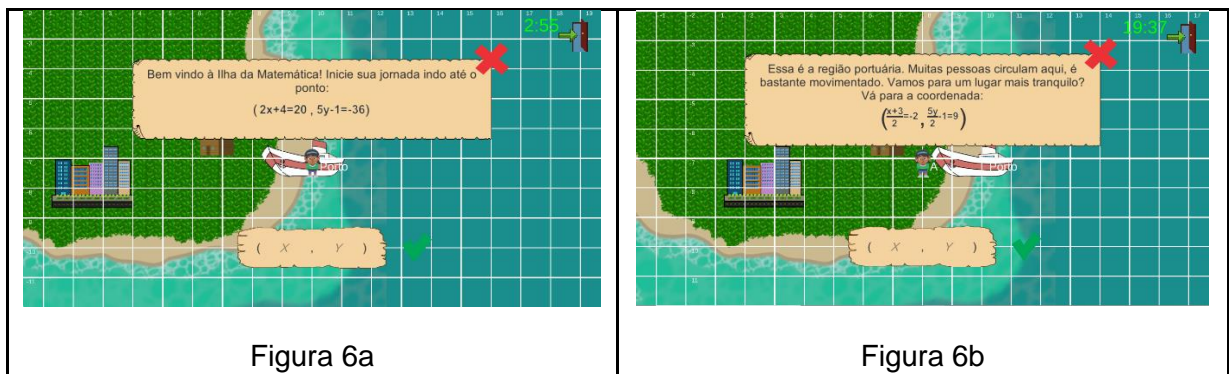 2:55
Bem vindo à Ilha da Matemática! Inicie sua jornada indo até o
ponto:
( 2x+4=20 , 5y-1=-36)
Porto
( X , Y )
Figura 6a
19:37
Essa é a região portuária. Muitas pessoas circulam aqui, é
bastante movimentado. Vamos para um lugar mais tranquilo?
Vá para a coordenada:
(x+3/2=-2 , 5y/2-1=9)
A
Porto
( X , Y )
Figura 6b